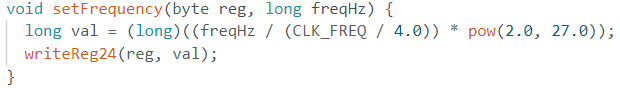 void setFrequency(byte reg, long freqHz) {
  long val = (long)((freqHz / (CLK_FREQ / 4.0)) * pow(2.0, 27.0));
  writeReg24(reg, val);
}